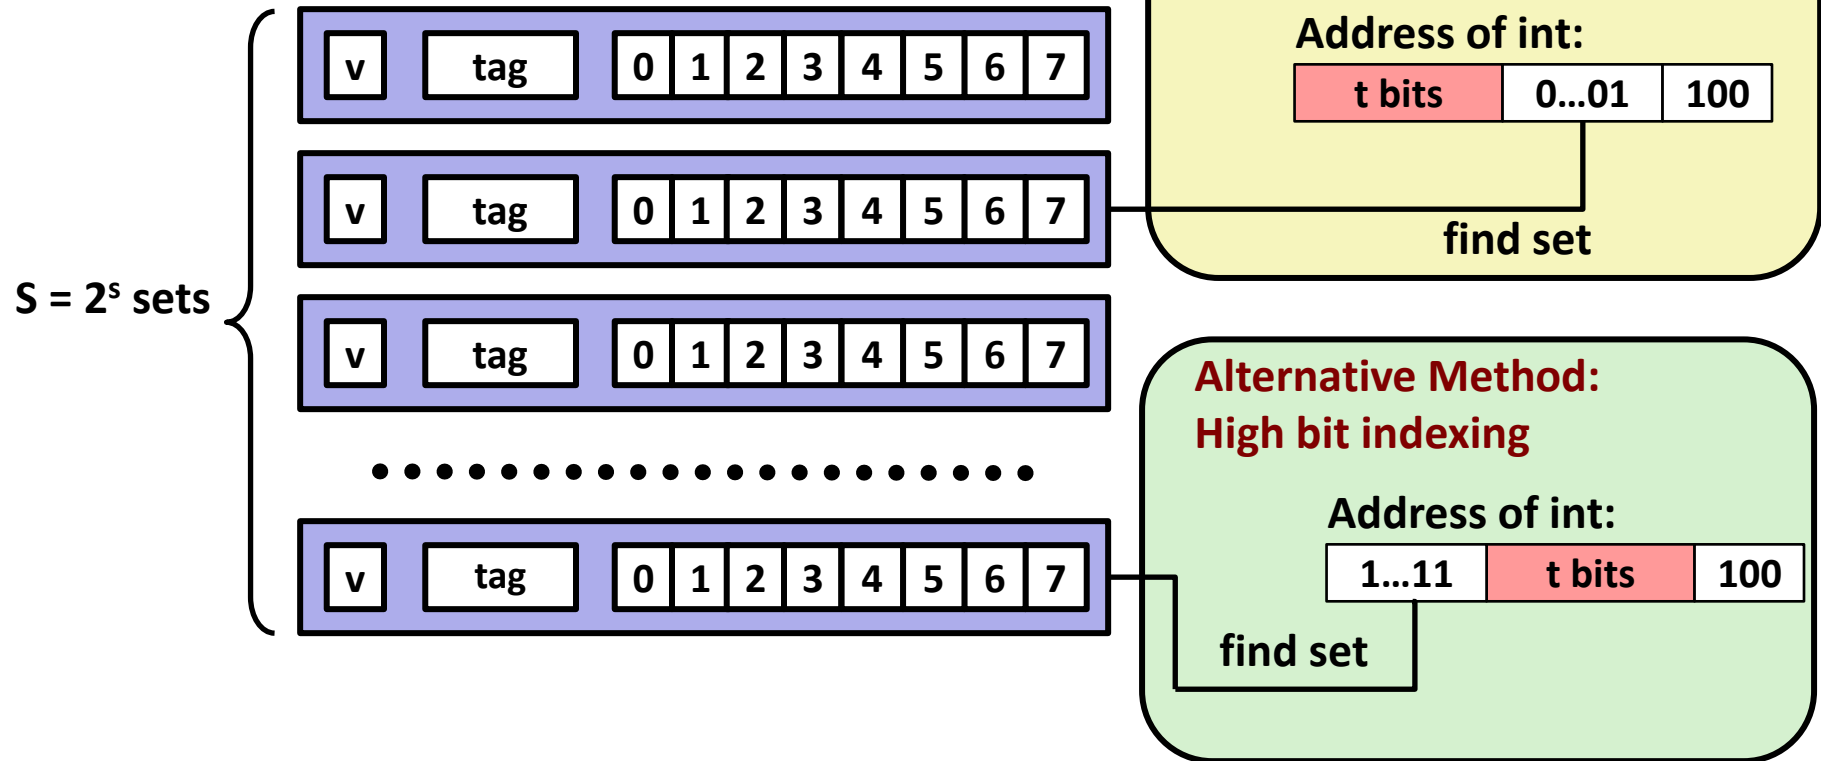 v tag 0 1 2 3 4 5 6 7
Address of int:
t bits 0...01 100
v tag 0 1 2 3 4 5 6 7
find set
S = 2ˢ sets
v tag 0 1 2 3 4 5 6 7
Alternative Method:
High bit indexing
Address of int:
v tag 0 1 2 3 4 5 6 7
1...11 t bits 100
find set